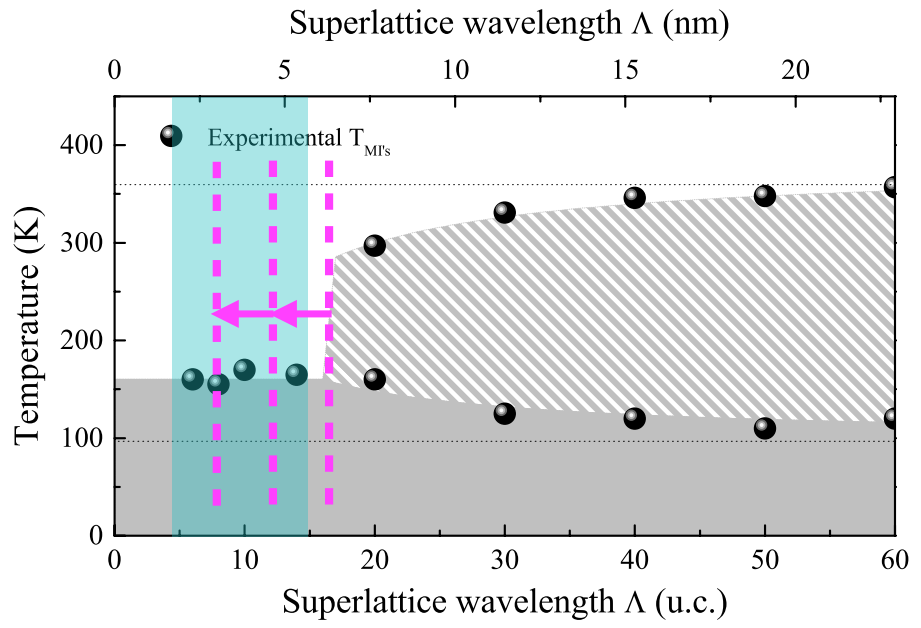 Superlattice wavelength Λ (nm)
0 5 10 15 20
Experimental T_MI's
400
300
200
100
0
Temperature (K)
0 10 20 30 40 50 60
Superlattice wavelength Λ (u.c.)